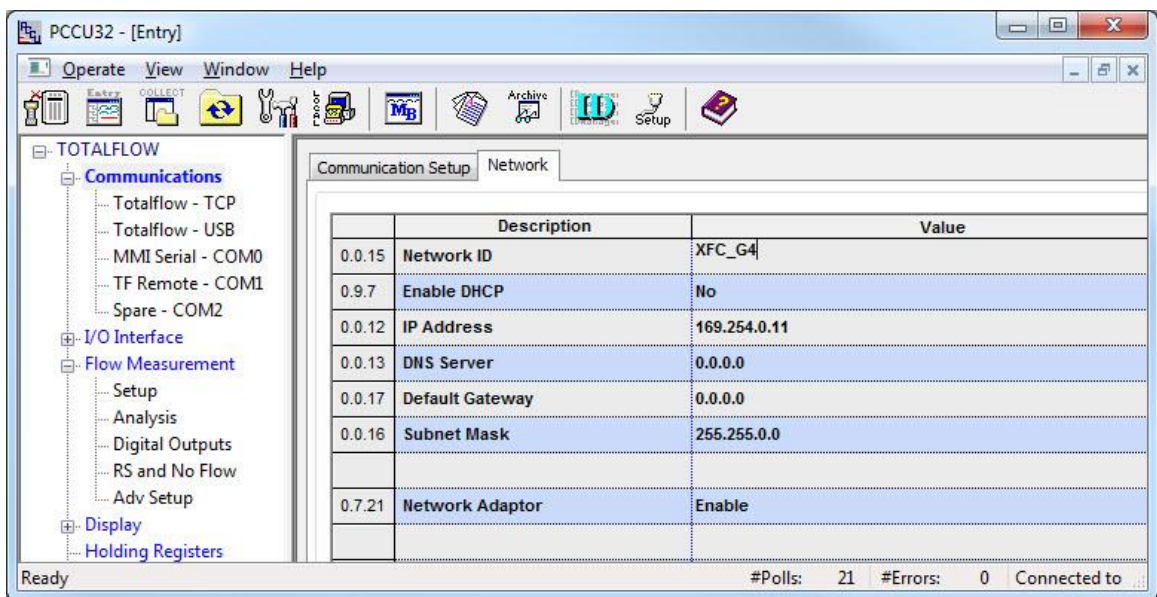 PCCU32 - [Entry]
Operate View Window Help
Entry COLLECT LOCAL MB Archive ID Setup
TOTALFLOW
Communications
Totalflow - TCP
Totalflow - USB
MMI Serial - COM0
TF Remote - COM1
Spare - COM2
I/O Interface
Flow Measurement
Setup
Analysis
Digital Outputs
RS and No Flow
Adv Setup
Display
Holding Registers
Communication Setup Network
Description Value
0.0.15 Network ID XFC_G4
0.9.7 Enable DHCP No
0.0.12 IP Address 169.254.0.11
0.0.13 DNS Server 0.0.0.0
0.0.17 Default Gateway 0.0.0.0
0.0.16 Subnet Mask 255.255.0.0
0.7.21 Network Adaptor Enable
Ready #Polls: 21 #Errors: 0 Connected to